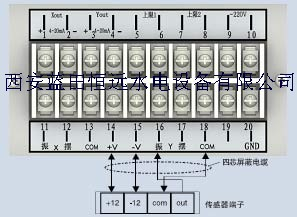 Xout Yout 上限1 上限2 ~220V
+ 4-20mA - + 4-20mA -
1 2 3 4 5 6 7 8 9 10
西安蓝田恒远水电设备有限公司
11 12 13 14 15 16 17 18 19 20
振 X 摆 COM +V -V 振 Y 摆 COM GND
四芯屏蔽电缆
+12 -12 com out 传感器端子